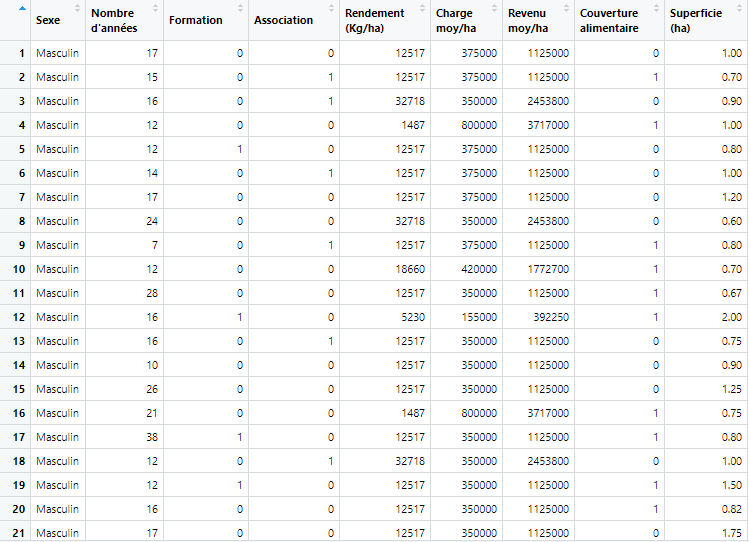 Sexe Nombre d'années Formation Association Rendement (Kg/ha) Charge moy/ha Revenu moy/ha Couverture alimentaire Superficie (ha)
1 Masculin 17 0 0 12517 375000 1125000 0 1.00
2 Masculin 15 0 1 12517 375000 1125000 1 0.70
3 Masculin 16 0 1 32718 350000 2453800 0 0.90
4 Masculin 12 0 0 1487 800000 3717000 1 1.00
5 Masculin 12 1 0 12517 375000 1125000 0 0.80
6 Masculin 14 0 1 12517 375000 1125000 0 1.00
7 Masculin 17 0 0 12517 375000 1125000 0 1.20
8 Masculin 24 0 0 32718 350000 2453800 0 0.60
9 Masculin 7 0 1 12517 375000 1125000 1 0.80
10 Masculin 12 0 0 18660 420000 1772700 1 0.70
11 Masculin 28 0 0 12517 350000 1125000 1 0.67
12 Masculin 16 1 0 5230 155000 392250 1 2.00
13 Masculin 16 0 1 12517 350000 1125000 0 0.75
14 Masculin 10 0 0 12517 350000 1125000 0 0.90
15 Masculin 26 0 0 12517 350000 1125000 0 1.25
16 Masculin 21 0 0 1487 800000 3717000 1 0.75
17 Masculin 38 1 0 12517 350000 1125000 1 0.80
18 Masculin 12 0 1 32718 350000 2453800 0 1.00
19 Masculin 12 1 0 12517 350000 1125000 1 1.50
20 Masculin 16 0 0 12517 350000 1125000 1 0.82
21 Masculin 17 0 0 12517 350000 1125000 0 1.75